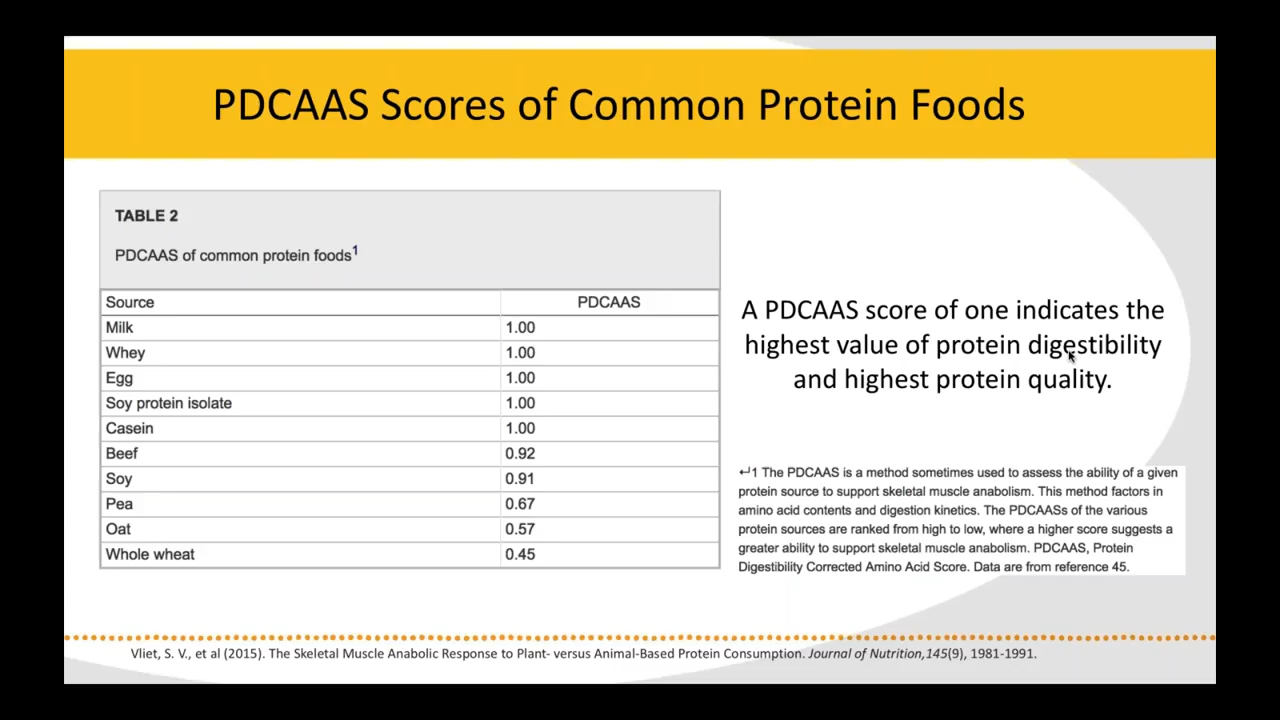 PDCAAS Scores of Common Protein Foods
TABLE 2
PDCAAS of common protein foods1
Source PDCAAS
Milk 1.00
Whey 1.00
Egg 1.00
Soy protein isolate 1.00
Casein 1.00
Beef 0.92
Soy 0.91
Pea 0.67
Oat 0.57
Whole wheat 0.45
A PDCAAS score of one indicates the
highest value of protein digestibility
and highest protein quality.
↵1 The PDCAAS is a method sometimes used to assess the ability of a given
protein source to support skeletal muscle anabolism. This method factors in
amino acid contents and digestion kinetics. The PDCAASs of the various
protein sources are ranked from high to low, where a higher score suggests a
greater ability to support skeletal muscle anabolism. PDCAAS, Protein
Digestibility Corrected Amino Acid Score. Data are from reference 45.
Vliet, S. V., et al (2015). The Skeletal Muscle Anabolic Response to Plant- versus Animal-Based Protein Consumption. Journal of Nutrition,145(9), 1981-1991.